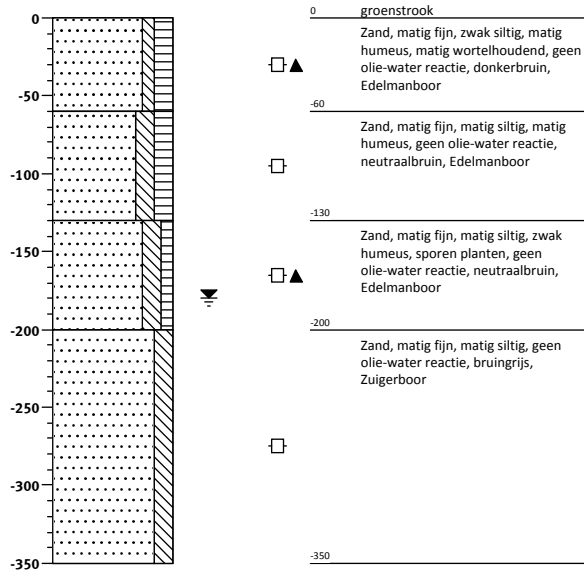 0
-50
-100
-150
-200
-250
-300
-350
0 groenstrook
Zand, matig fijn, zwak siltig, matig
humeus, matig wortelhoudend, geen
olie-water reactie, donkerbruin,
Edelmanboor
-60
Zand, matig fijn, matig siltig, matig
humeus, geen olie-water reactie,
neutraalbruin, Edelmanboor
-130
Zand, matig fijn, matig siltig, zwak
humeus, sporen planten, geen
olie-water reactie, neutraalbruin,
Edelmanboor
-200
Zand, matig fijn, matig siltig, geen
olie-water reactie, bruingrijs,
Zuigerboor
-350